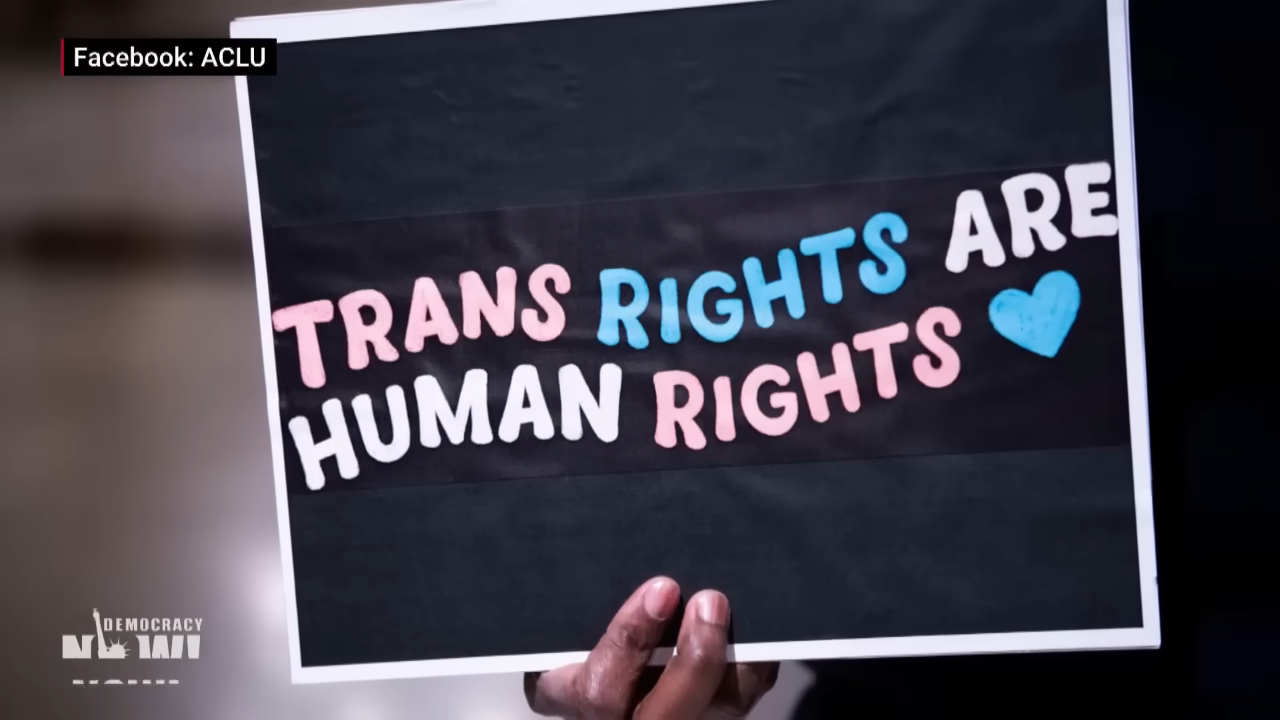 Facebook: ACLU
TRANS RIGHTS ARE
HUMAN RIGHTS
DEMOCRACY
NOW!